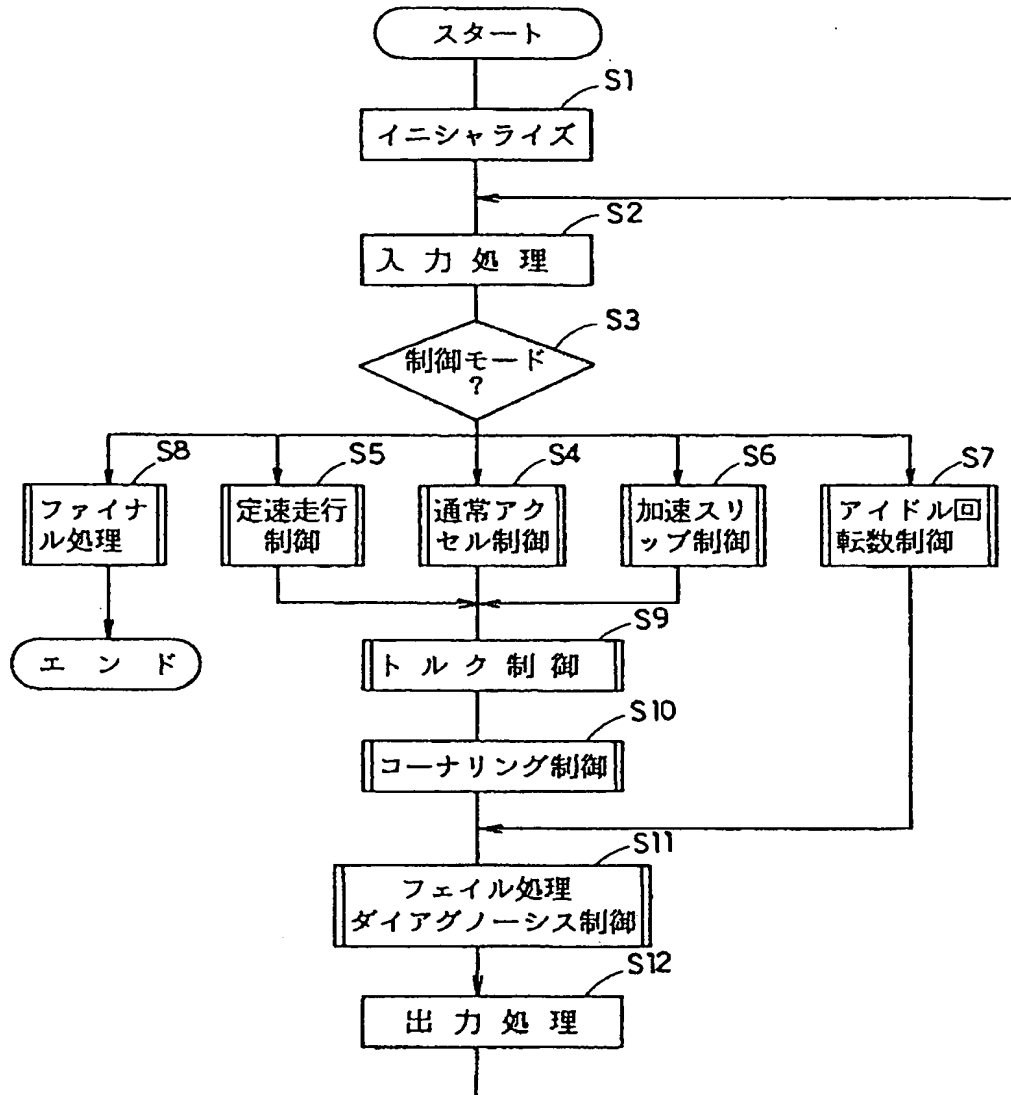 スタート
S1
イニシャライズ
S2
入力処理
S3
制御モード
?
S8
ファイナ
ル処理
S5
定速走行
制御
S4
通常アク
セル制御
S6
加速スリ
ップ制御
S7
アイドル回
転数制御
エンド
S9
トルク制御
S10
コーナリング制御
S11
フェイル処理
ダイアグノーシス制御
S12
出力処理